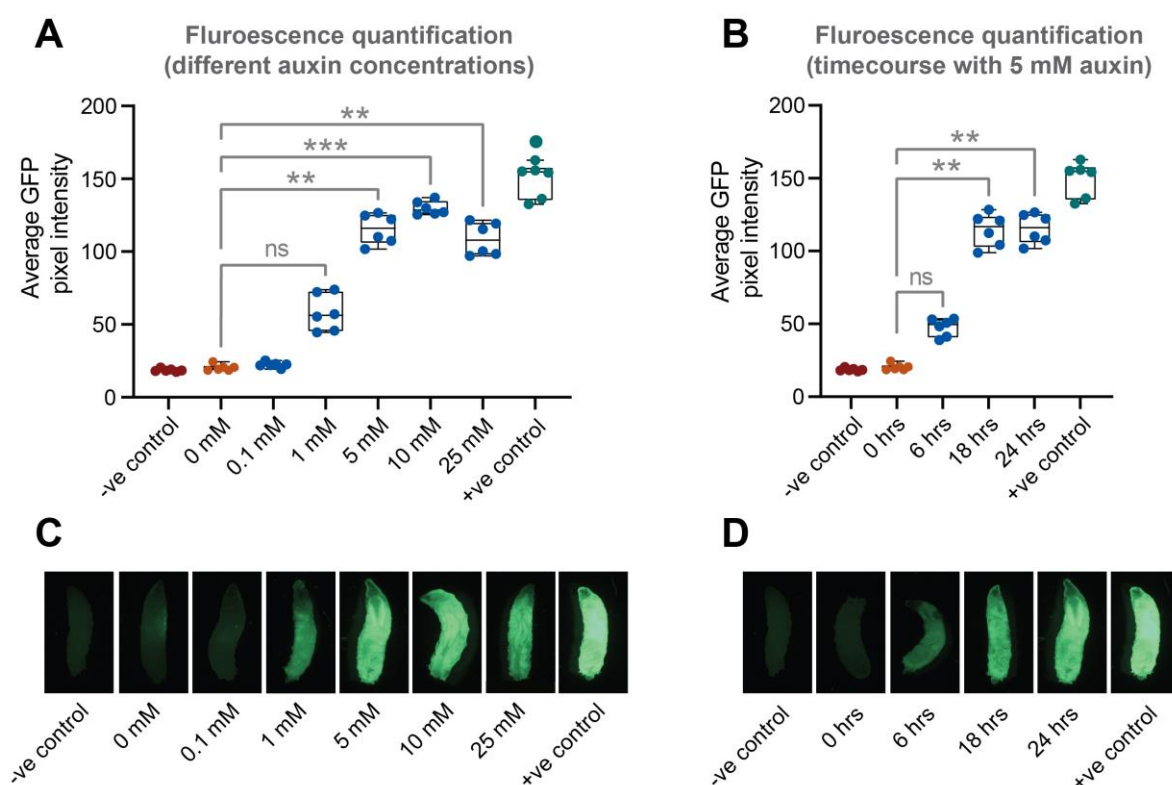 A
Fluroescence quantification
(different auxin concentrations)
Average GFP
pixel intensity
200
150
100
50
0
**
***
**
ns
-ve control
0 mM
0.1 mM
1 mM
5 mM
10 mM
25 mM
+ve control
B
Fluroescence quantification
(timecourse with 5 mM auxin)
Average GFP
pixel intensity
200
150
100
50
0
**
**
ns
-ve control
0 hrs
6 hrs
18 hrs
24 hrs
+ve control
C
-ve control
0 mM
0.1 mM
1 mM
5 mM
10 mM
25 mM
+ve control
D
-ve control
0 hrs
6 hrs
18 hrs
24 hrs
+ve control